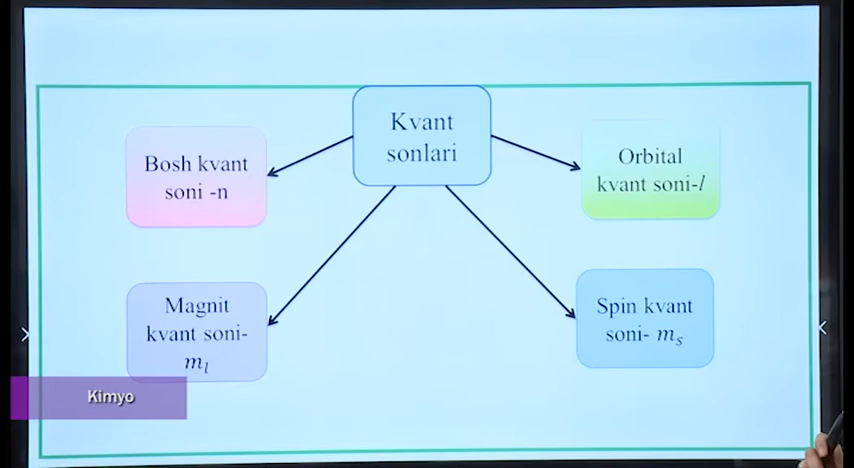 Kvant
sonlari
Bosh kvant
soni -n
Orbital
kvant soni-l
Magnit
kvant soni-
mₗ
Spin kvant
soni- mₛ
Kimyo